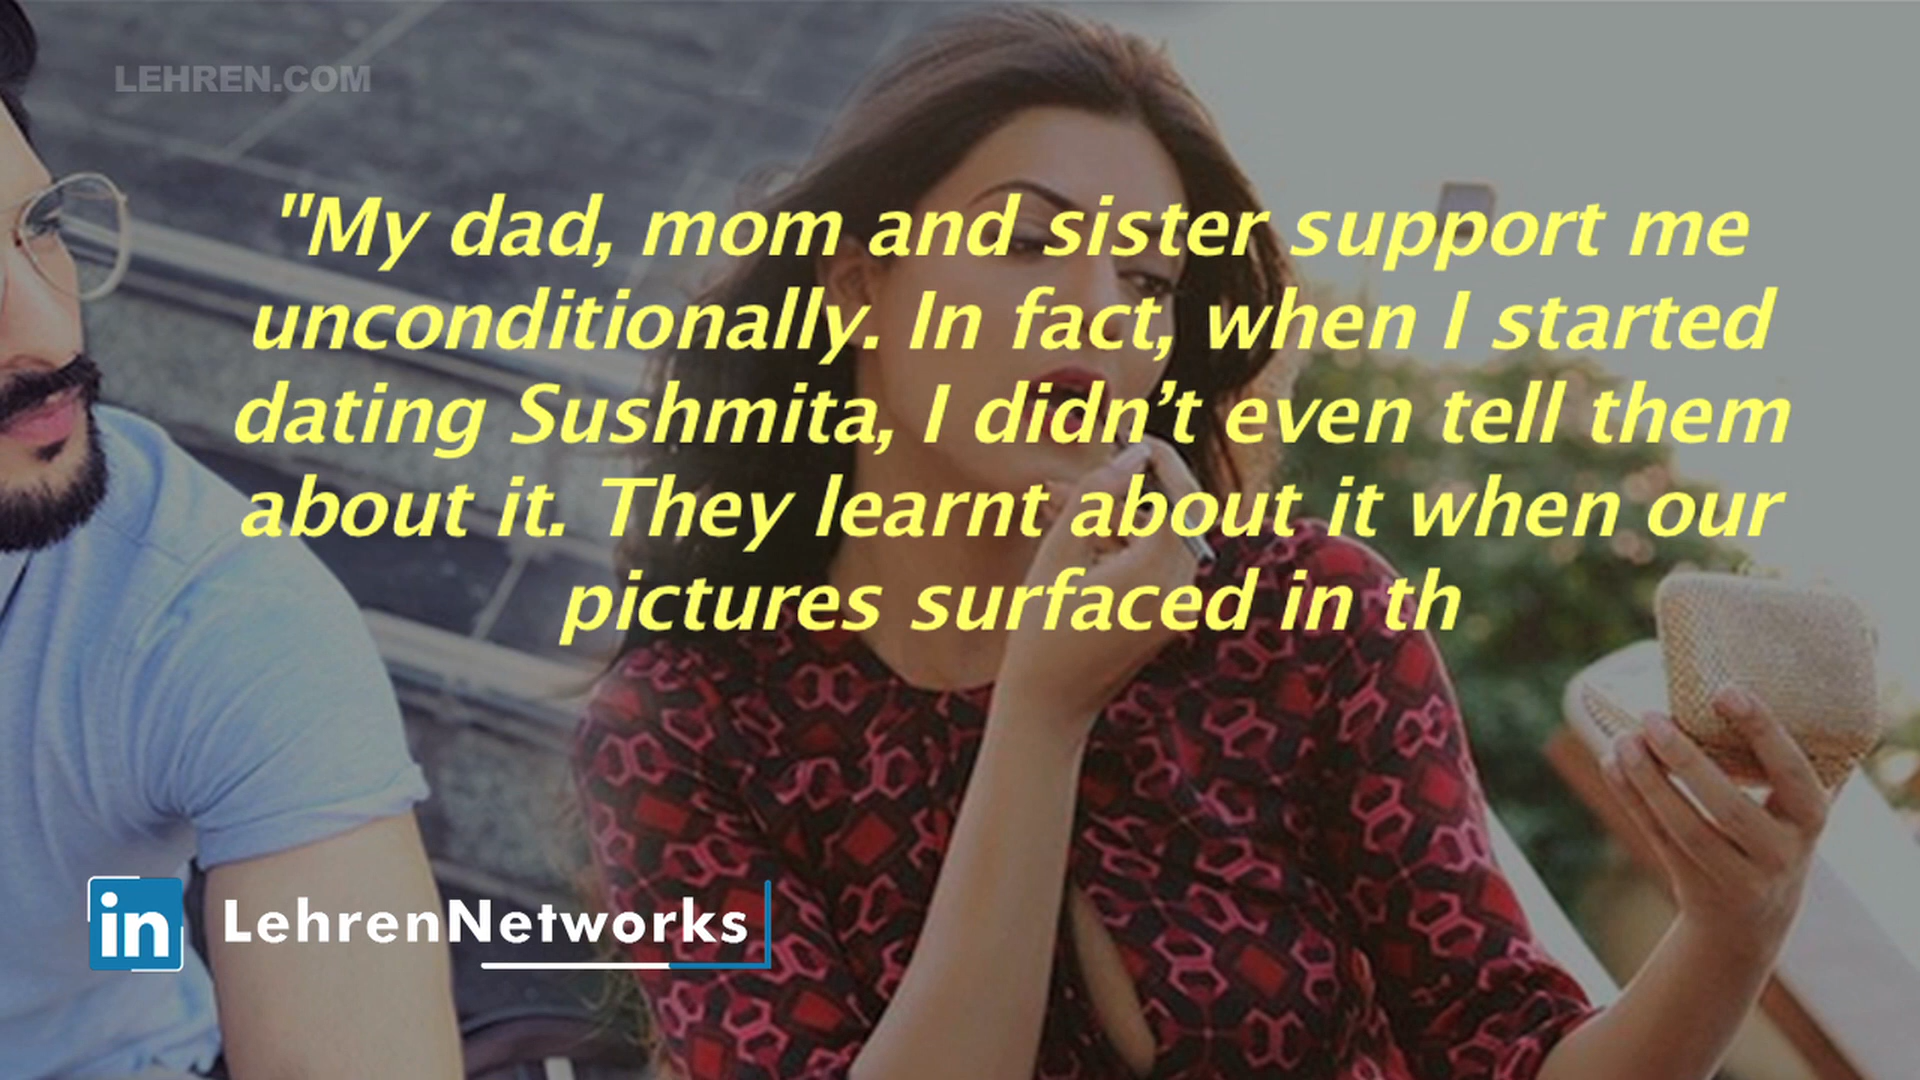 LEHREN.COM
"My dad, mom and sister support me
unconditionally. In fact, when I started
dating Sushmita, I didn’t even tell them
about it. They learnt about it when our
pictures surfaced in th
in LehrenNetworks